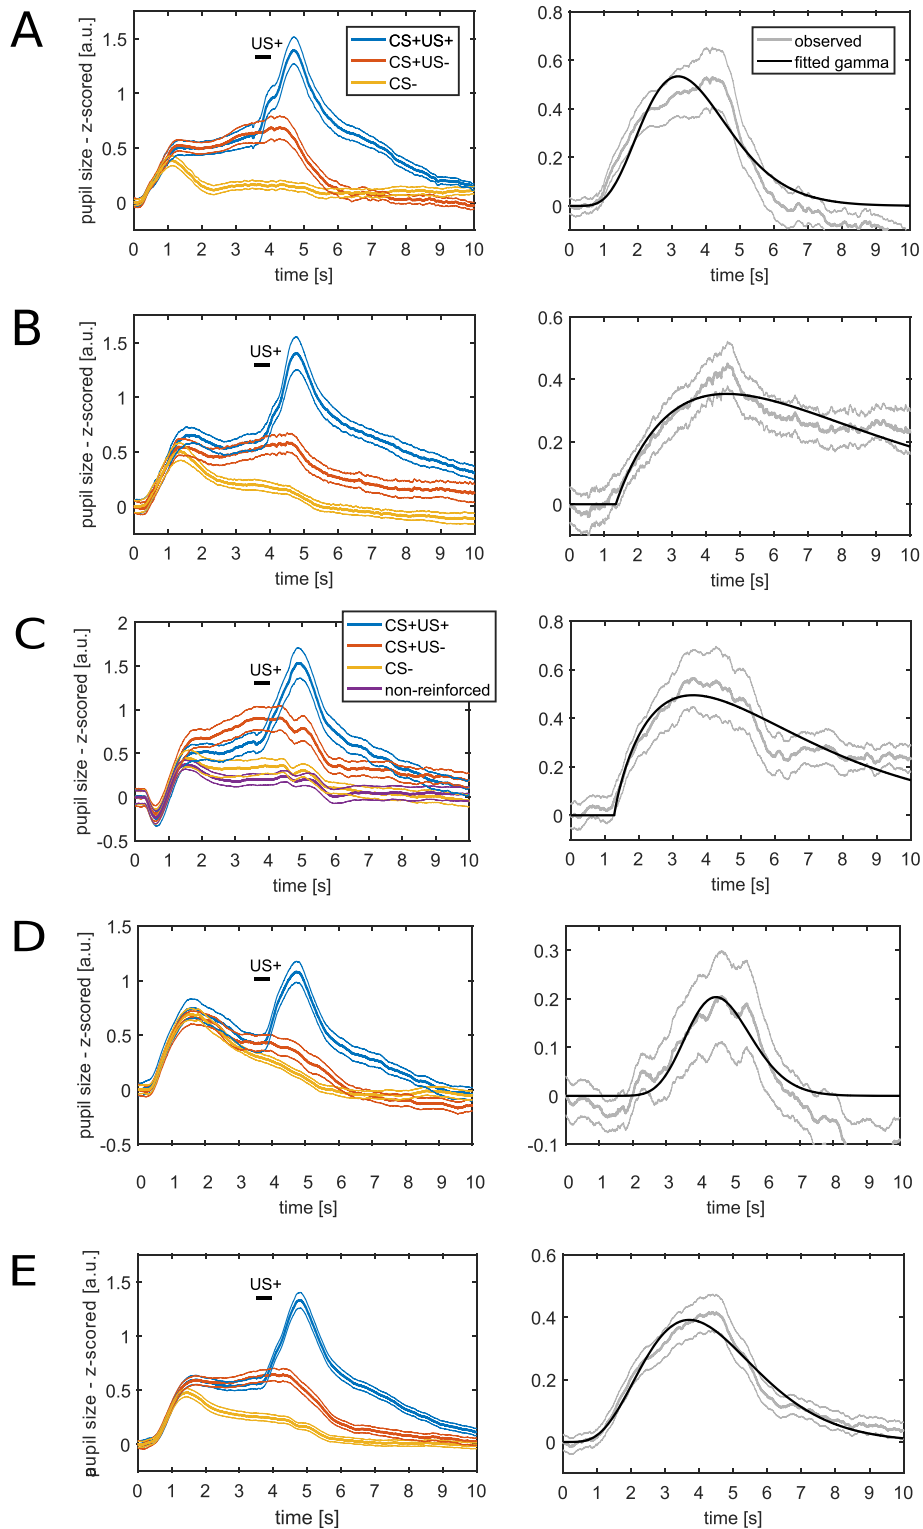 A
pupil size - z-scored [a.u.]
1.5
1
0.5
0
US+
CS+US+
CS+US-
CS-
0 1 2 3 4 5 6 7 8 9 10
time [s]
0.8
0.6
0.4
0.2
0
observed
fitted gamma
0 1 2 3 4 5 6 7 8 9 10
time [s]
B
pupil size - z-scored [a.u.]
1.5
1
0.5
0
US+
0 1 2 3 4 5 6 7 8 9 10
time [s]
0.6
0.4
0.2
0
0 1 2 3 4 5 6 7 8 9 10
time [s]
C
pupil size - z-scored [a.u.]
2
1.5
1
0.5
0
-0.5
US+
CS+US+
CS+US-
CS-
non-reinforced
0 1 2 3 4 5 6 7 8 9 10
time [s]
0.8
0.6
0.4
0.2
0
0 1 2 3 4 5 6 7 8 9 10
time [s]
D
pupil size - z-scored [a.u.]
1.5
1
0.5
0
-0.5
US+
0 1 2 3 4 5 6 7 8 9 10
time [s]
0.3
0.2
0.1
0
-0.1
0 1 2 3 4 5 6 7 8 9 10
time [s]
E
pupil size - z-scored [a.u.]
1.5
1
0.5
0
US+
0 1 2 3 4 5 6 7 8 9 10
time [s]
0.6
0.4
0.2
0
0 1 2 3 4 5 6 7 8 9 10
time [s]